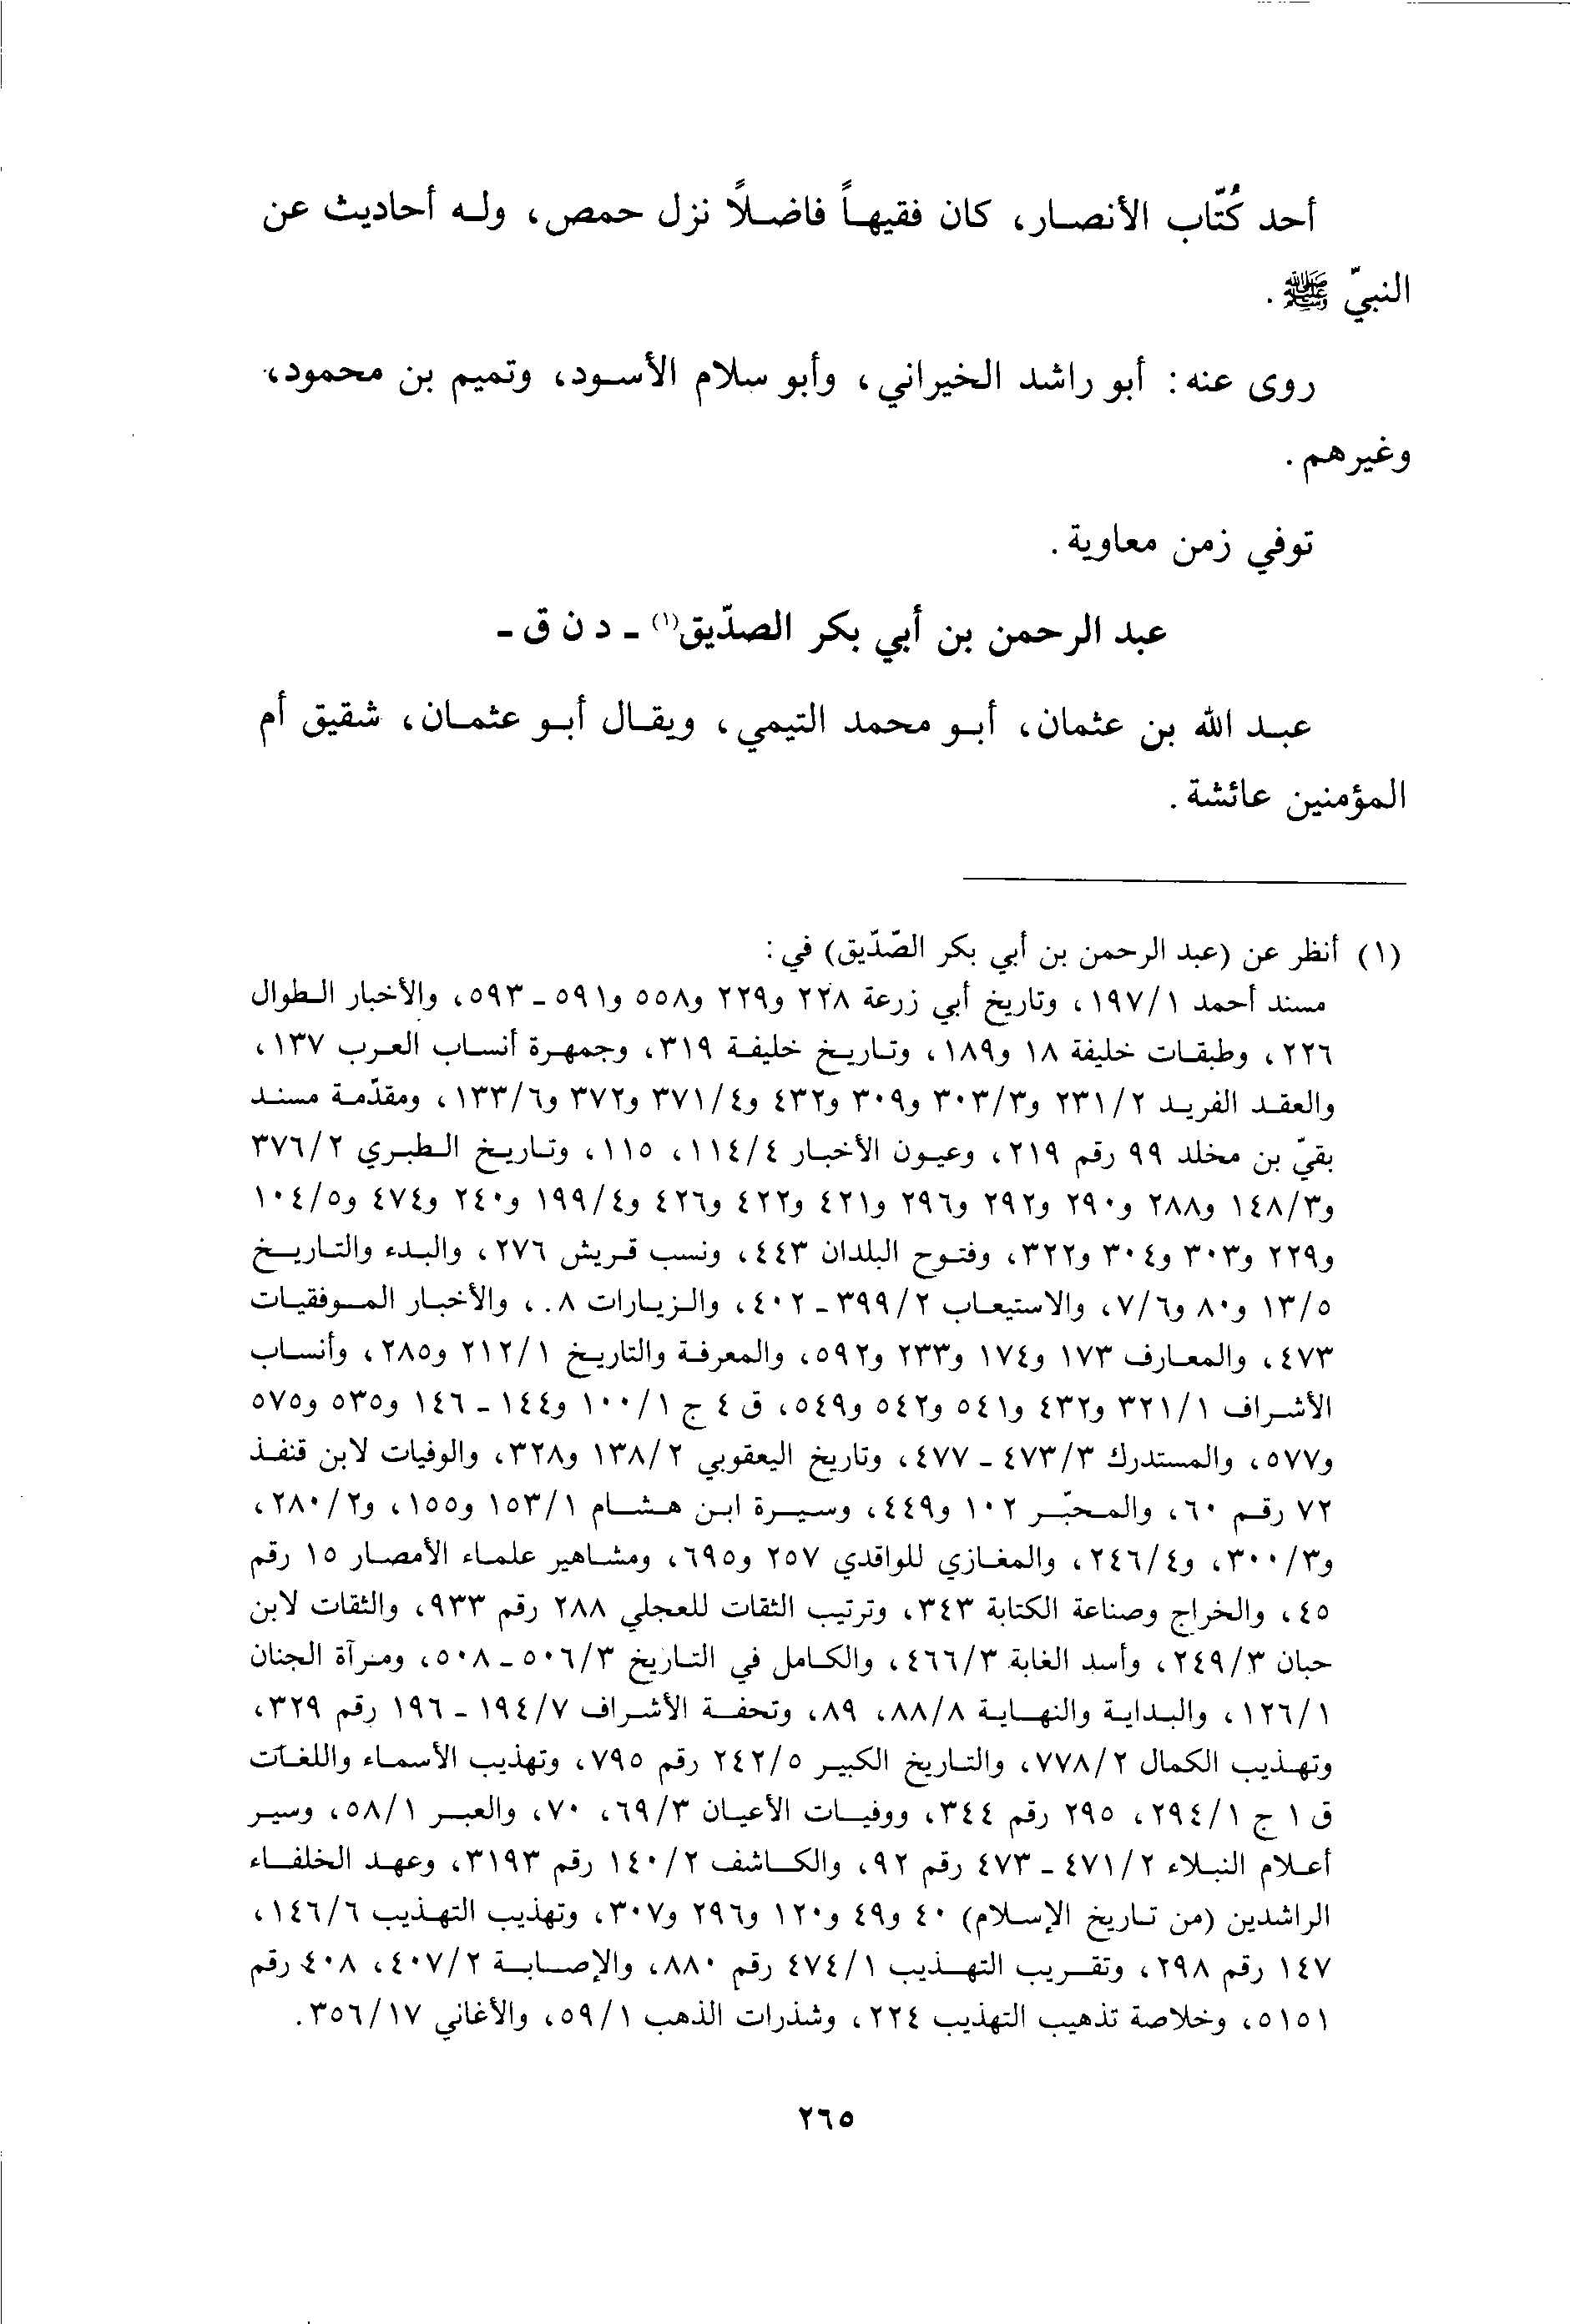 أحد كُتّاب الأنصار، كان فقيهاً فاضلاً نزل حمص، وله أحاديث عن
النبيّ ﷺ.
روى عنه: أبو راشد الخيراني، وأبو سلام الأسود، وتميم بن محمود،
وغيرهم.
توفي زمن معاوية.
عبد الرحمن بن أبي بكر الصدّيق(١) - د ن ق -
عبد الله بن عثمان، أبو محمد التيمي، ويقال أبو عثمان، شقيق أم
المؤمنين عائشة.
(١) أنظر عن (عبد الرحمن بن أبي بكر الصّدّيق) في:
مسند أحمد ١/١٩٧، وتاريخ أبي زرعة ٢٢٨ و٢٢٩ و٥٥٨ و٥٩١ - ٥٩٣، والأخبار الطوال
٢٢٦، وطبقات خليفة ١٨ و١٨٩، وتاريخ خليفة ٣١٩، وجمهرة أنساب العرب ١٣٧،
والعقد الفريد ٢/٢٣١ و٣/٣٠٣ و٣٠٩ و٤٣٢ و٤/٣٧١ و٣٧٢ و٦/١٣٣، ومقدّمة مسند
بقيّ بن مخلد ٩٩ رقم ٢١٩، وعيون الأخبار ٤/١١٤، ١١٥، وتاريخ الطبري ٢/٣٧٦
و٣/١٤٨ و٢٨٨ و٢٩٠ و٢٩٢ و٢٩٦ و٤٢١ و٤٢٢ و٤٢٦ و٤/١٩٩ و٢٤٠ و٤٧٤ و٥/١٠٤
و٢٢٩ و٣٠٣ و٣٠٤ و٣٢٢، وفتوح البلدان ٤٤٣، ونسب قريش ٢٧٦، والبدء والتاريخ
٥/١٣ و٨٠ و٦/٧، والاستيعاب ٢/٣٩٩ - ٤٠٢، والزيارات ٨.، والأخبار الموفقيات
٤٧٣، والمعارف ١٧٣ و١٧٤ و٢٣٣ و٥٩٢، والمعرفة والتاريخ ١/٢١٢ و٢٨٥، وأنساب
الأشراف ١/٣٢١ و٤٣٢ و٥٤١ و٥٤٢ و٥٤٩، ق ٤ ج ١/١٠٠ و١٤٤ - ١٤٦ و٥٣٥ و٥٧٥
و٥٧٧، والمستدرك ٣/٤٧٣ - ٤٧٧، وتاريخ اليعقوبي ٢/١٣٨ و٣٢٨، والوفيات لابن قنفذ
٧٢ رقم ٦٠، والمحبّر ١٠٢ و٤٤٩، وسيرة ابن هشام ١/١٥٣ و١٥٥، و٢/٢٨٠،
و٣/٣٠٠، و٤/٢٤٦، والمغازي للواقدي ٢٥٧ و٦٩٥، ومشاهير علماء الأمصار ١٥ رقم
٤٥، والخراج وصناعة الكتابة ٣٤٣، وترتيب الثقات للعجلي ٢٨٨ رقم ٩٣٣، والثقات لابن
حبان ٣/٢٤٩، وأسد الغابة ٣/٤٦٦، والكامل في التاريخ ٣/٥٠٦ - ٥٠٨، ومرآة الجنان
١/١٢٦، والبداية والنهاية ٨/٨٨، ٨٩، وتحفة الأشراف ٧/١٩٤ - ١٩٦ رقم ٣٢٩،
وتهذيب الكمال ٢/٧٧٨، والتاريخ الكبير ٥/٢٤٢ رقم ٧٩٥، وتهذيب الأسماء واللغات
ق ١ ج ١/٢٩٤، ٢٩٥ رقم ٣٤٤، ووفيات الأعيان ٣/٦٩، ٧٠، والعبر ١/٥٨، وسير
أعلام النبلاء ٢/٤٧١ - ٤٧٣ رقم ٩٢، والكاشف ٢/١٤٠ رقم ٣١٩٣، وعهد الخلفاء
الراشدين (من تاريخ الإسلام) ٤٠ و٤٩ و١٢٠ و٢٩٦ و٣٠٧، وتهذيب التهذيب ٦/١٤٦،
١٤٧ رقم ٢٩٨، وتقريب التهذيب ١/٤٧٤ رقم ٨٨٠، والإصابة ٢/٤٠٧، ٤٠٨ رقم
٥١٥١، وخلاصة تذهيب التهذيب ٢٢٤، وشذرات الذهب ١/٥٩، والأغاني ١٧/٣٥٦.
٢٦٥